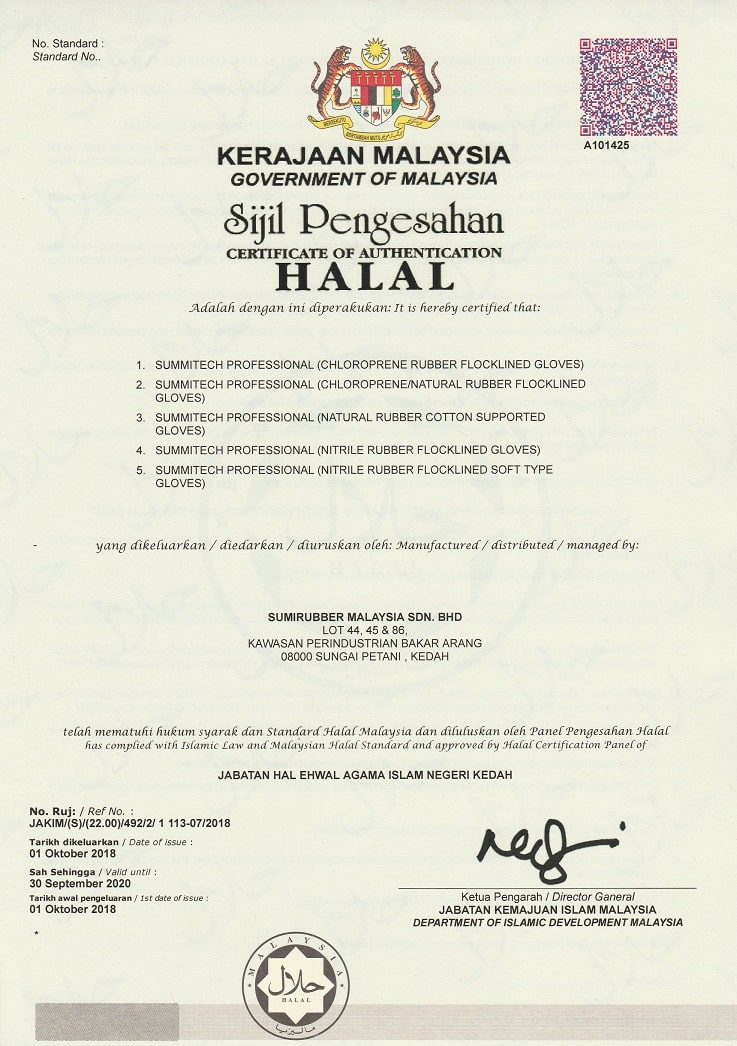 No. Standard :
Standard No..
A101425
KERAJAAN MALAYSIA
GOVERNMENT OF MALAYSIA
Sijil Pengesahan
CERTIFICATE OF AUTHENTICATION
HALAL
Adalah dengan ini diperakukan: It is hereby certified that:
1. SUMMITECH PROFESSIONAL (CHLOROPRENE RUBBER FLOCKLINED GLOVES)
2. SUMMITECH PROFESSIONAL (CHLOROPRENE/NATURAL RUBBER FLOCKLINED
GLOVES)
3. SUMMITECH PROFESSIONAL (NATURAL RUBBER COTTON SUPPORTED
GLOVES)
4. SUMMITECH PROFESSIONAL (NITRILE RUBBER FLOCKLINED GLOVES)
5. SUMMITECH PROFESSIONAL (NITRILE RUBBER FLOCKLINED SOFT TYPE
GLOVES)
- yang dikeluarkan / diedarkan / diuruskan oleh: Manufactured / distributed / managed by:
SUMIRUBBER MALAYSIA SDN. BHD
LOT 44, 45 & 86,
KAWASAN PERINDUSTRIAN BAKAR ARANG
08000 SUNGAI PETANI , KEDAH
telah mematuhi hukum syarak dan Standard Halal Malaysia dan diluluskan oleh Panel Pengesahan Halal
has complied with Islamic Law and Malaysian Halal Standard and approved by Halal Certification Panel of
JABATAN HAL EHWAL AGAMA ISLAM NEGERI KEDAH
No. Ruj: / Ref No. :
JAKIM/(S)/(22.00)/492/2/ 1 113-07/2018
Tarikh dikeluarkan / Date of issue :
01 Oktober 2018
Sah Sehingga / Valid until :
30 September 2020
Tarikh awal pengeluaran / 1st date of issue :
01 Oktober 2018
*
Ketua Pengarah / Director Ganeral
JABATAN KEMAJUAN ISLAM MALAYSIA
DEPARTMENT OF ISLAMIC DEVELOPMENT MALAYSIA
MALAYSIA
حلال
HALAL
ماليزيا